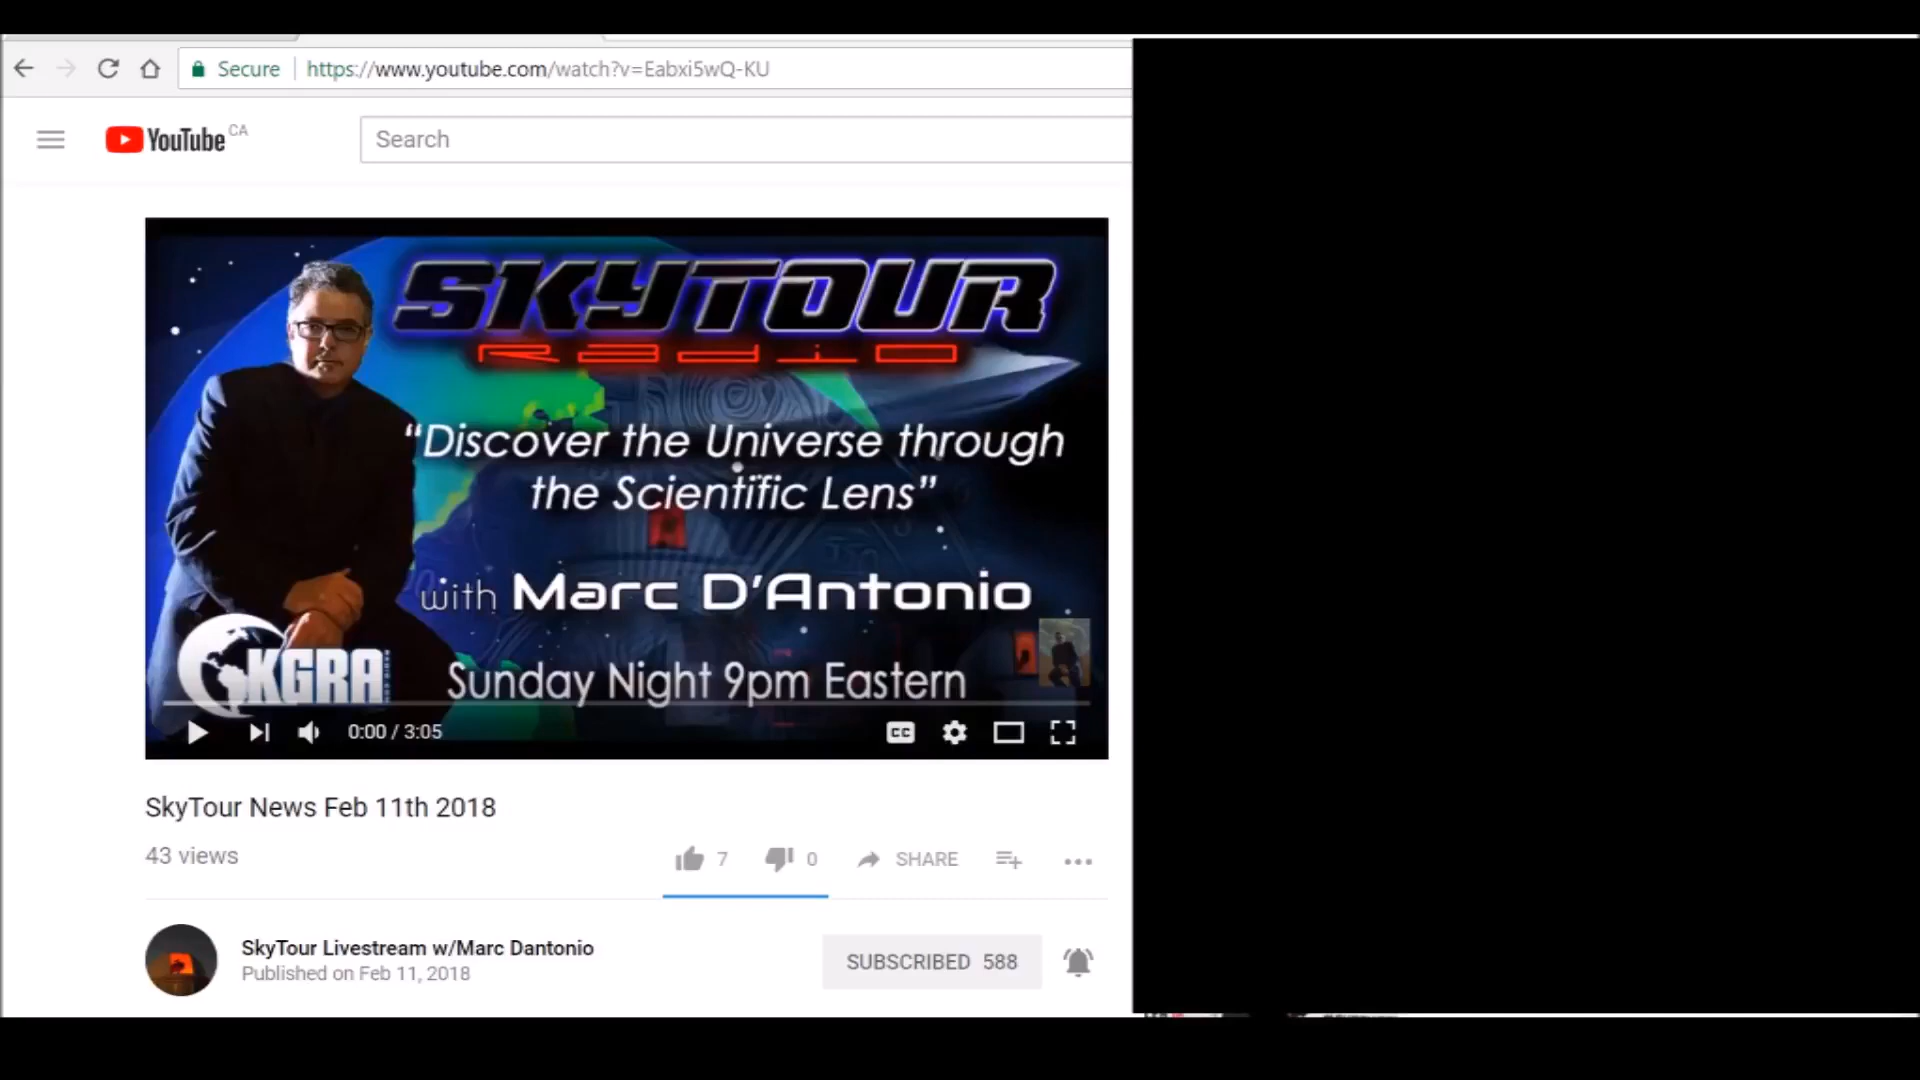 Secure https://www.youtube.com/watch?v=Eabxi5wQ-KU
YouTube CA
Search
SKYTOUR
RadiO
“Discover the Universe through
the Scientific Lens”
with Marc D'Antonio
KGRA
Sunday Night 9pm Eastern
0:00 / 3:05
CC
SkyTour News Feb 11th 2018
43 views
7 0 SHARE
SkyTour Livestream w/Marc Dantonio
Published on Feb 11, 2018
SUBSCRIBED 588